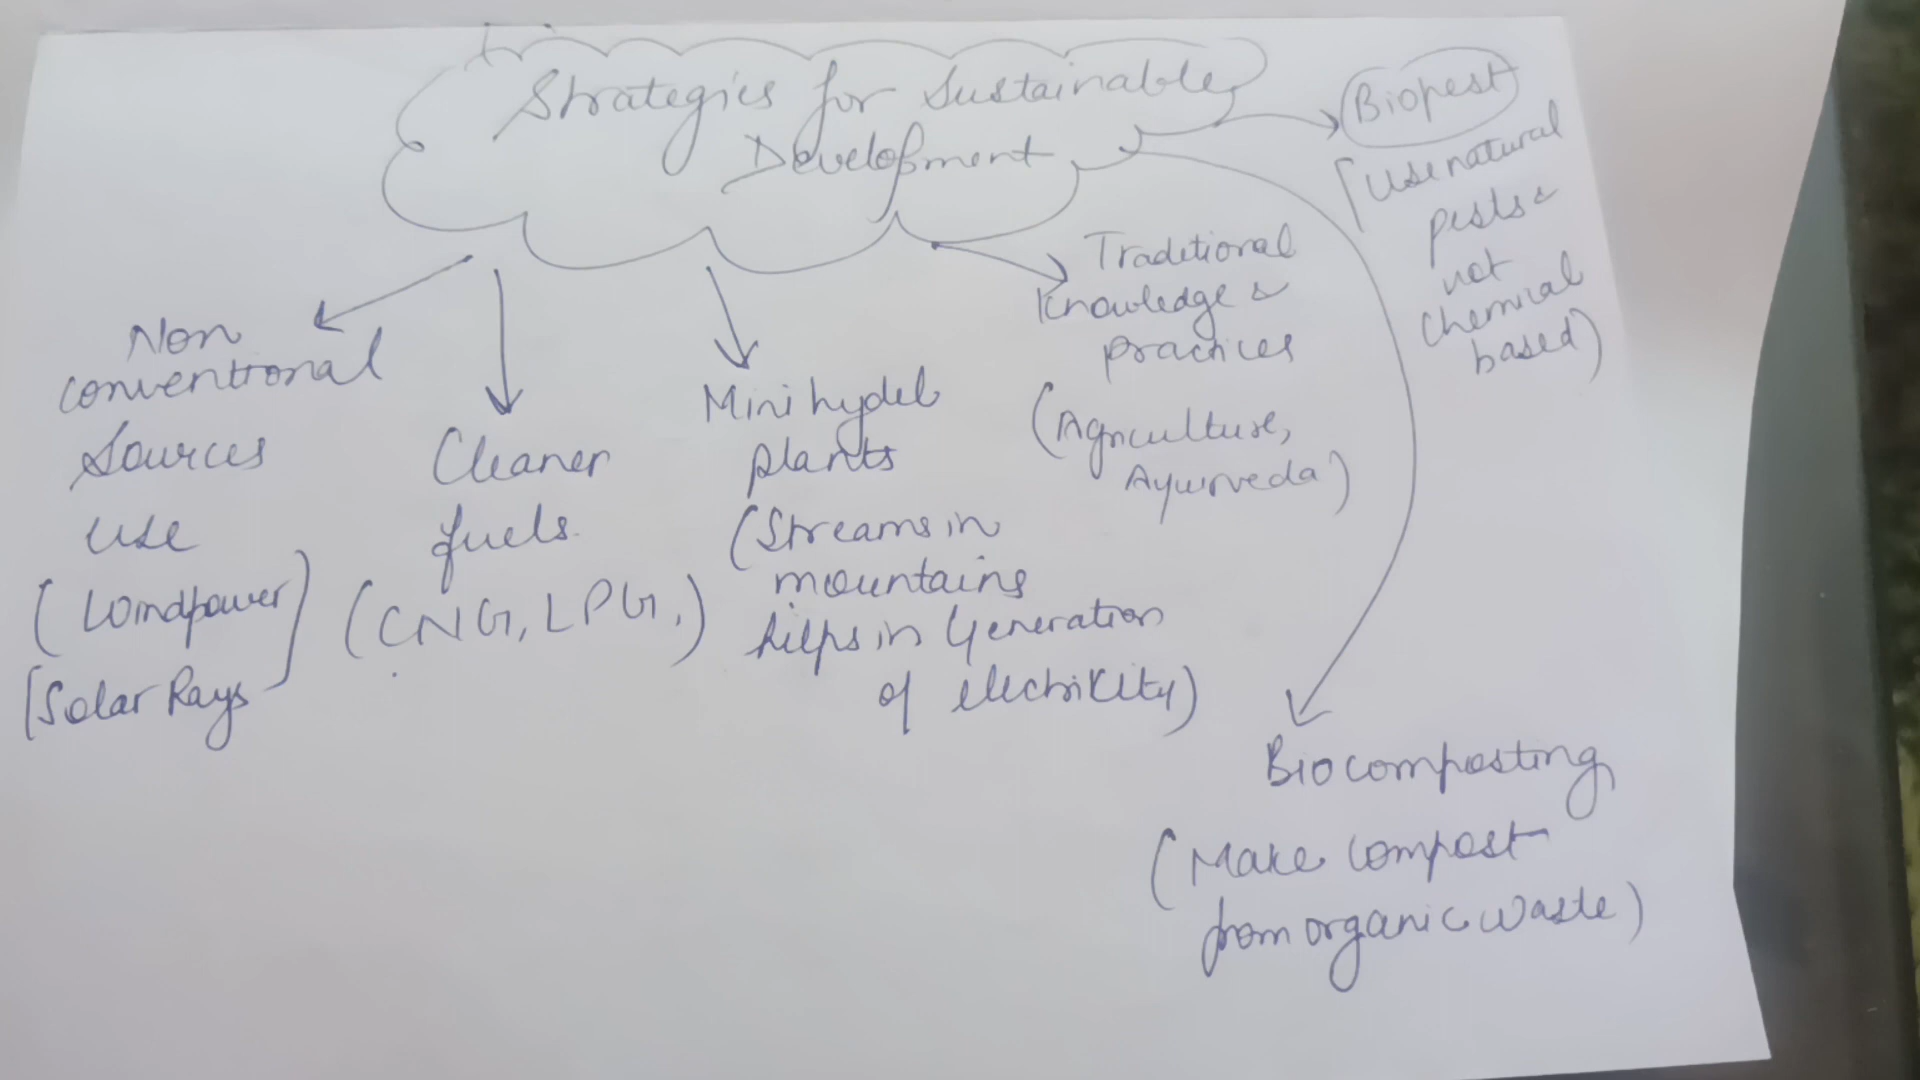 Strategies for Sustainable
Development
Biopest
[Use natural
pests &
not
chemical
based)
Traditional
Knowledge &
practices
(Agriculture,
Ayurveda)
Non
conventional
Sources
use
(Windpower)
[Solar Rays
Cleaner
fuels.
(CNG, LPG,)
Mini hydel
plants
(Streams in
mountains
helps in Generation
of electricity)
Biocomposting
(Make compost
from organic waste)